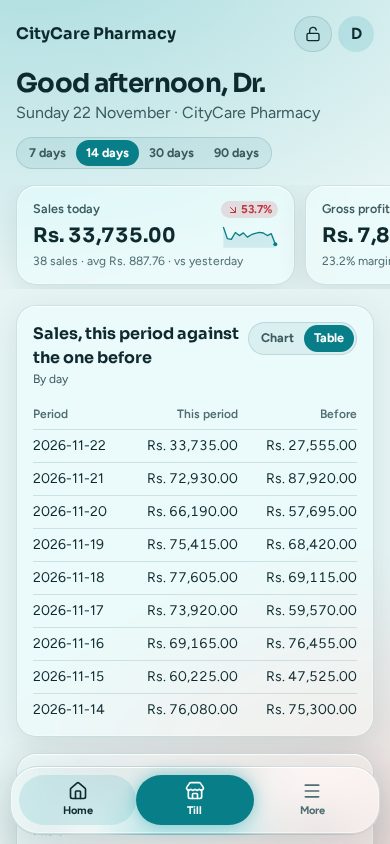 CityCare Pharmacy
D
Good afternoon, Dr.
Sunday 22 November · CityCare Pharmacy
7 days 14 days 30 days 90 days
Sales today 53.7%
Rs. 33,735.00
38 sales · avg Rs. 887.76 · vs yesterday
Gross profit
Rs. 7,8
23.2% margin
Sales, this period against
the one before
By day
Chart Table
Period This period Before
2026-11-22 Rs. 33,735.00 Rs. 27,555.00
2026-11-21 Rs. 72,930.00 Rs. 87,920.00
2026-11-20 Rs. 66,190.00 Rs. 57,695.00
2026-11-19 Rs. 75,415.00 Rs. 68,420.00
2026-11-18 Rs. 77,605.00 Rs. 69,115.00
2026-11-17 Rs. 73,920.00 Rs. 59,570.00
2026-11-16 Rs. 69,165.00 Rs. 76,455.00
2026-11-15 Rs. 60,225.00 Rs. 47,525.00
2026-11-14 Rs. 76,080.00 Rs. 75,300.00
Home Till More